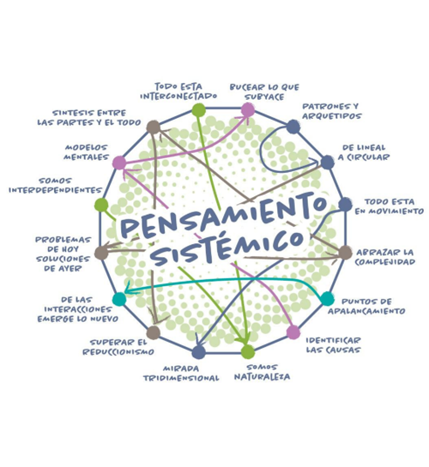 TODO ESTA
INTERCONECTADO
BUCEAR LO QUE
SUBYACE
PATRONES Y
ARQUETIPOS
DE LINEAL
A CIRCULAR
TODO ESTA
EN MOVIMIENTO
ABRAZAR LA
COMPLEJIDAD
PUNTOS DE
APALANCAMIENTO
IDENTIFICAR
LAS CAUSAS
SOMOS
NATURALEZA
MIRADA
TRIDIMENSIONAL
SUPERAR EL
REDUCCIONISMO
DE LAS
INTERACCIONES
EMERGE LO NUEVO
PROBLEMAS
DE HOY
SOLUCIONES
DE AYER
SOMOS
INTERDEPENDIENTES
MODELOS
MENTALES
SINTESIS ENTRE
LAS PARTES Y EL TODO
PENSAMIENTO
SISTÉMICO